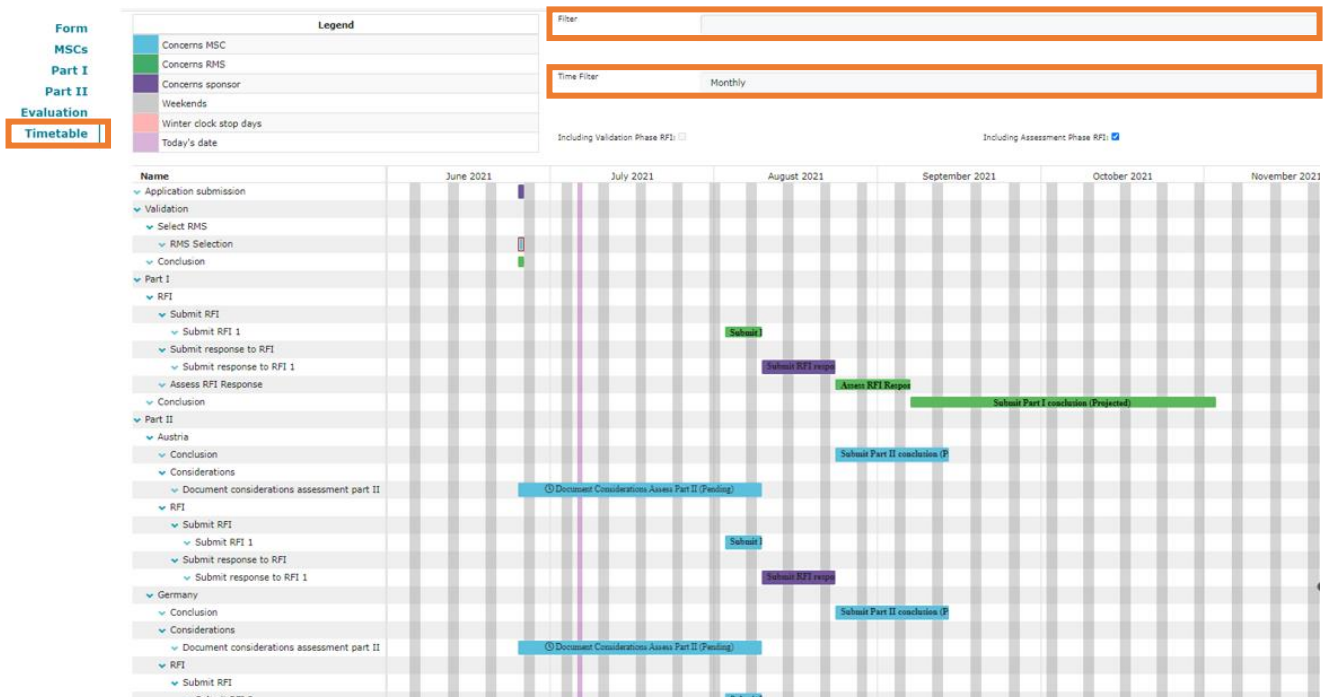 Form
MSCs
Part I
Part II
Evaluation
Timetable
Legend
Concerns MSC
Concerns RMS
Concerns sponsor
Weekends
Winter clock stop days
Today's date
Filter
Time Filter
Monthly
Including Validation Phase RFI:
Including Assessment Phase RFI:
Name June 2021 July 2021 August 2021 September 2021 October 2021 November 2021
Application submission
Validation
Select RMS
RMS Selection
Conclusion
Part I
RFI
Submit RFI
Submit RFI 1 Submit
Submit response to RFI
Submit response to RFI 1 Submit RFI respo
Assess RFI Response Assess RFI Respon
Conclusion Submit Part I conclusion (Projected)
Part II
Austria
Conclusion Submit Part II conclusion (P
Considerations
Document considerations assessment part II Document Considerations Assess Part II (Pending)
RFI
Submit RFI
Submit RFI 1 Submit
Submit response to RFI
Submit response to RFI 1 Submit RFI respo
Germany
Conclusion Submit Part II conclusion (P
Considerations
Document considerations assessment part II Document Considerations Assess Part II (Pending)
RFI
Submit RFI